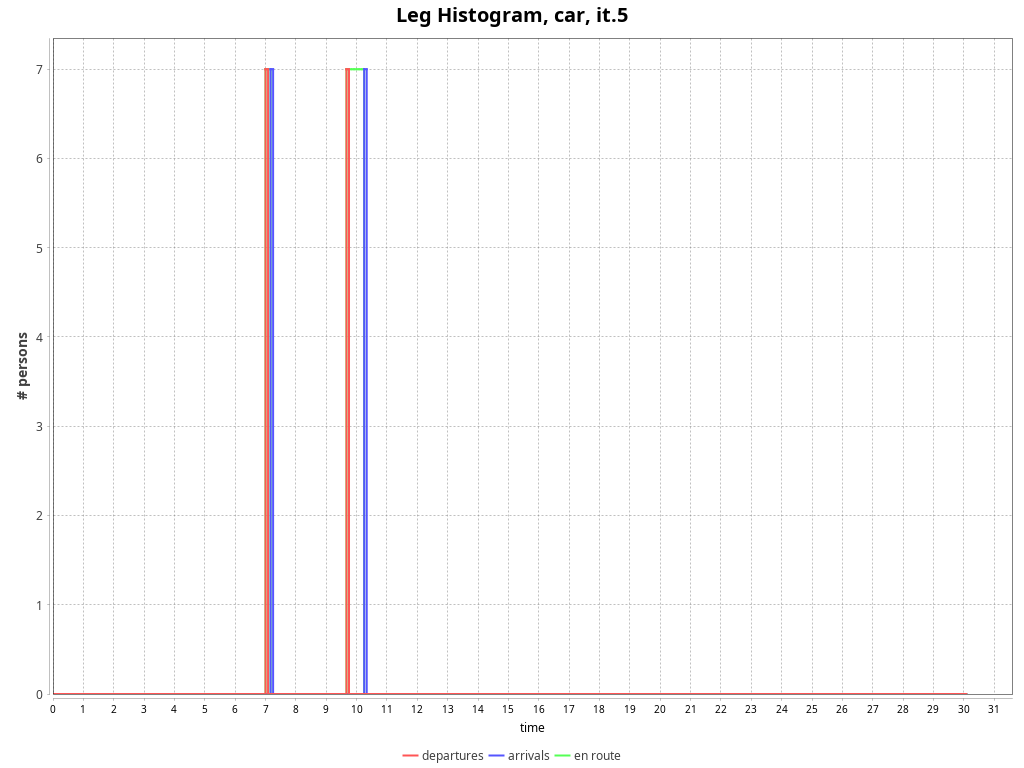 Leg Histogram, car, it.5
# persons
7
6
5
4
3
2
1
0
0 1 2 3 4 5 6 7 8 9 10 11 12 13 14 15 16 17 18 19 20 21 22 23 24 25 26 27 28 29 30 31
time
departures arrivals en route